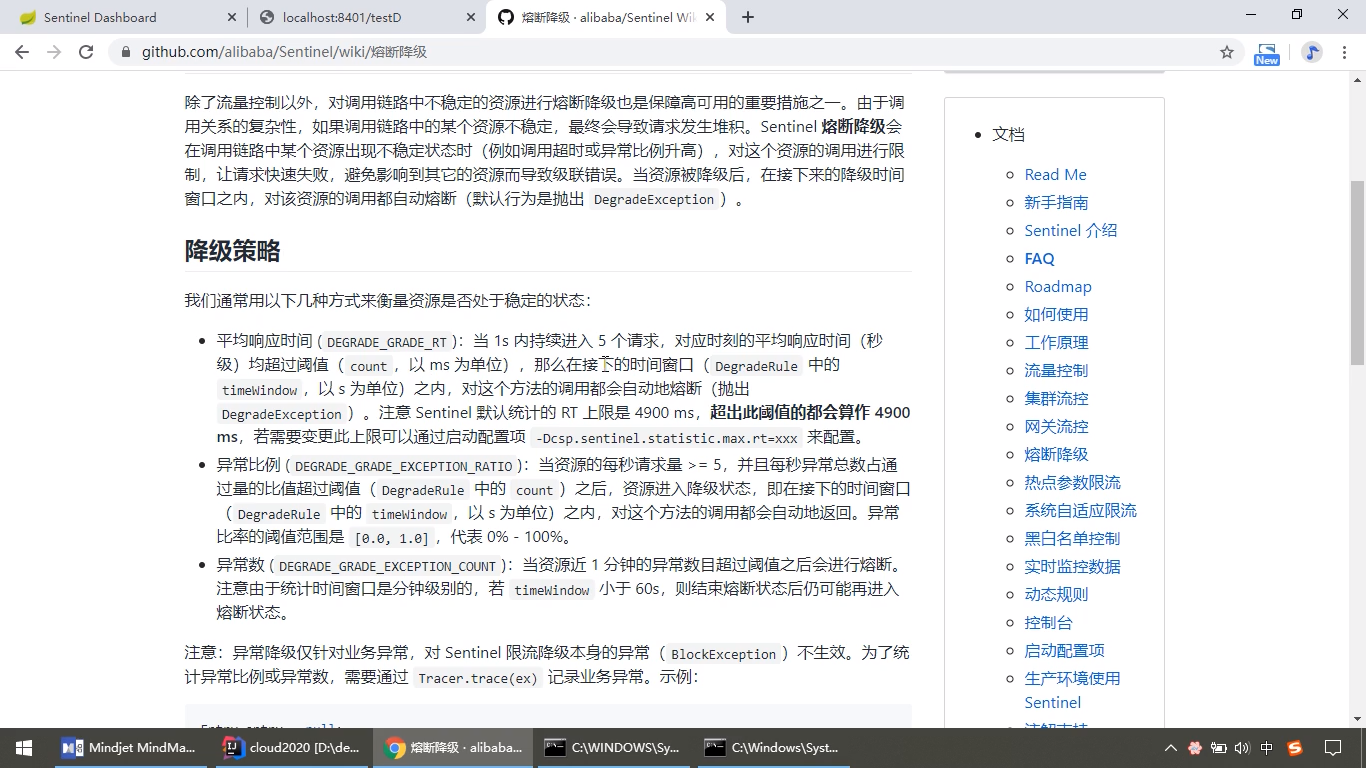 Sentinel Dashboard
localhost:8401/testD
熔断降级 · alibaba/Sentinel Wik
github.com/alibaba/Sentinel/wiki/熔断降级
New
除了流量控制以外，对调用链路中不稳定的资源进行熔断降级也是保障高可用的重要措施之一。由于调
用关系的复杂性，如果调用链路中的某个资源不稳定，最终会导致请求发生堆积。Sentinel 熔断降级会
在调用链路中某个资源出现不稳定状态时（例如调用超时或异常比例升高），对这个资源的调用进行限
制，让请求快速失败，避免影响到其它的资源而导致级联错误。当资源被降级后，在接下来的降级时间
窗口之内，对该资源的调用都自动熔断（默认行为是抛出 DegradeException ）。
降级策略
我们通常用以下几种方式来衡量资源是否处于稳定的状态：
平均响应时间 ( DEGRADE_GRADE_RT )：当 1s 内持续进入 5 个请求，对应时刻的平均响应时间（秒
级）均超过阈值（ count ，以 ms 为单位），那么在接下的时间窗口（ DegradeRule 中的
timeWindow ，以 s 为单位）之内，对这个方法的调用都会自动地熔断（抛出
DegradeException ）。注意 Sentinel 默认统计的 RT 上限是 4900 ms，超出此阈值的都会算作 4900
ms，若需要变更此上限可以通过启动配置项 -Dcsp.sentinel.statistic.max.rt=xxx 来配置。
异常比例 ( DEGRADE_GRADE_EXCEPTION_RATIO )：当资源的每秒请求量 >= 5，并且每秒异常总数占通
过量的比值超过阈值（ DegradeRule 中的 count ）之后，资源进入降级状态，即在接下的时间窗口
（ DegradeRule 中的 timeWindow ，以 s 为单位）之内，对这个方法的调用都会自动地返回。异常
比率的阈值范围是 [0.0, 1.0] ，代表 0% - 100%。
异常数 ( DEGRADE_GRADE_EXCEPTION_COUNT )：当资源近 1 分钟的异常数目超过阈值之后会进行熔断。
注意由于统计时间窗口是分钟级别的，若 timeWindow 小于 60s，则结束熔断状态后仍可能再进入
熔断状态。
注意：异常降级仅针对业务异常，对 Sentinel 限流降级本身的异常（ BlockException ）不生效。为了统
计异常比例或异常数，需要通过 Tracer.trace(ex) 记录业务异常。示例：
文档
Read Me
新手指南
Sentinel 介绍
FAQ
Roadmap
如何使用
工作原理
流量控制
集群流控
网关流控
熔断降级
热点参数限流
系统自适应限流
黑白名单控制
实时监控数据
动态规则
控制台
启动配置项
生产环境使用
Sentinel
Mindjet MindMa...
cloud2020 [D:\de...
熔断降级 · alibaba...
C:\WINDOWS\Sy...
C:\Windows\Syst...
中